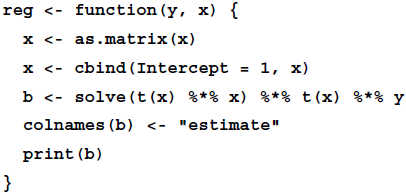 reg <- function(y, x) {
  x <- as.matrix(x)
  x <- cbind(Intercept = 1, x)
  b <- solve(t(x) %*% x) %*% t(x) %*% y
  colnames(b) <- "estimate"
  print(b)
}